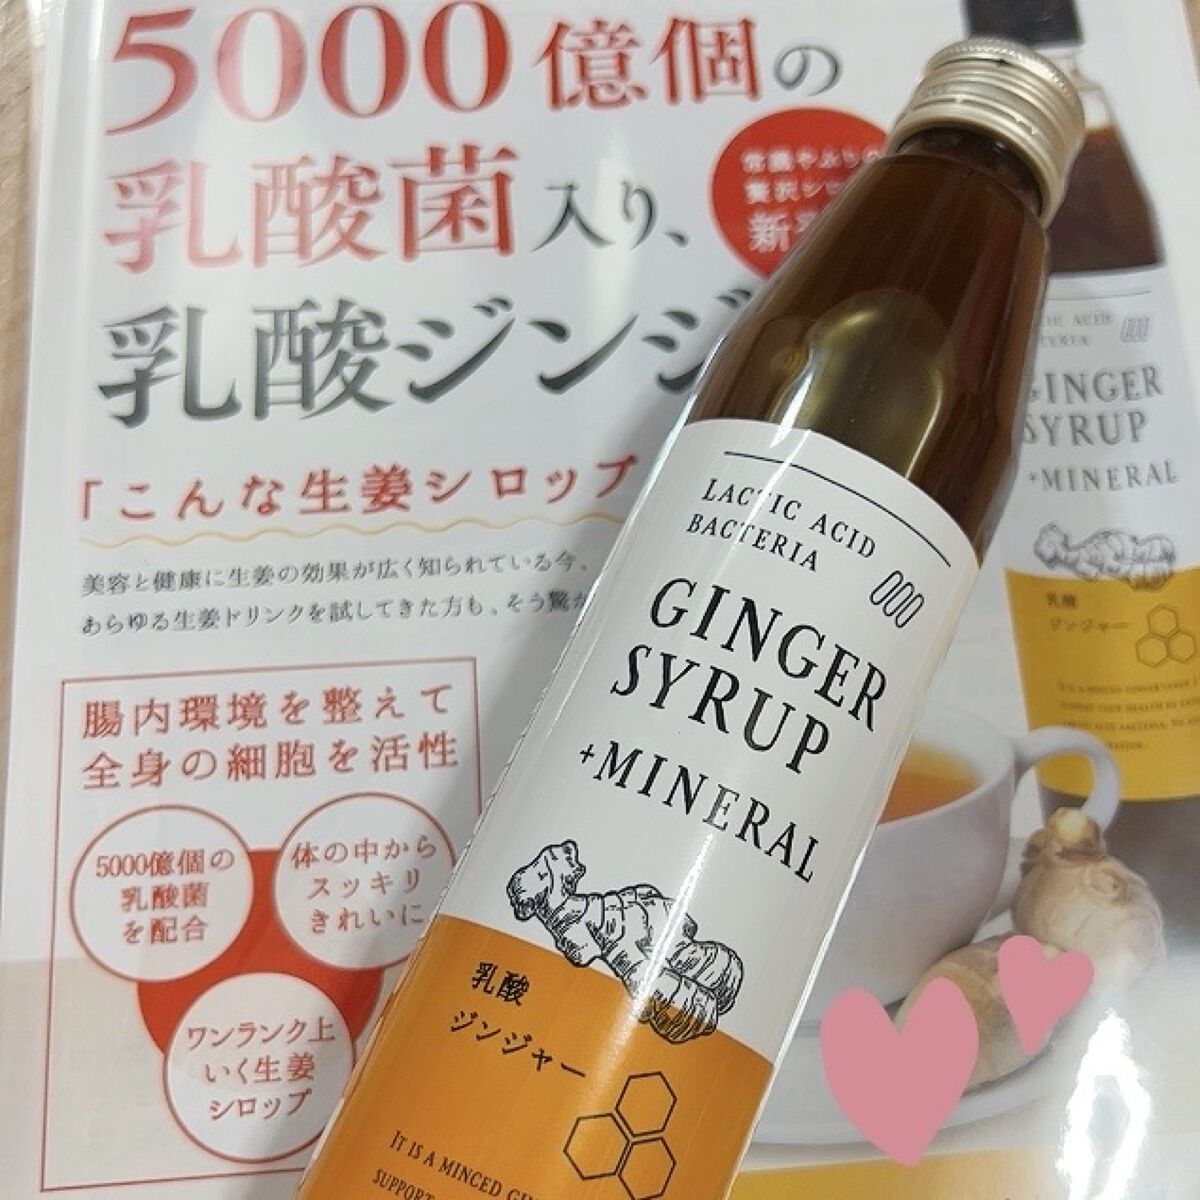 5000億個の
乳酸菌入り、
乳酸ジンジ
「こんな生姜シロップ
美容と健康に生姜の効果が広く知られている今、
あらゆる生姜ドリンクを試してきた方も、そう驚
腸内環境を整えて
全身の細胞を活性
5000億個の
乳酸菌
を配合
体の中から
スッキリ
きれいに
ワンランク上
いく生姜
シロップ
贅沢シロ
新
LACTIC ACID
BACTERIA
GINGER
SYRUP
+MINERAL
乳酸
ジンジャー
IT IS A MINCED
SUPPORT
ACID
GINGER
SYRUP
+MINERAL
乳酸
ジンジャー